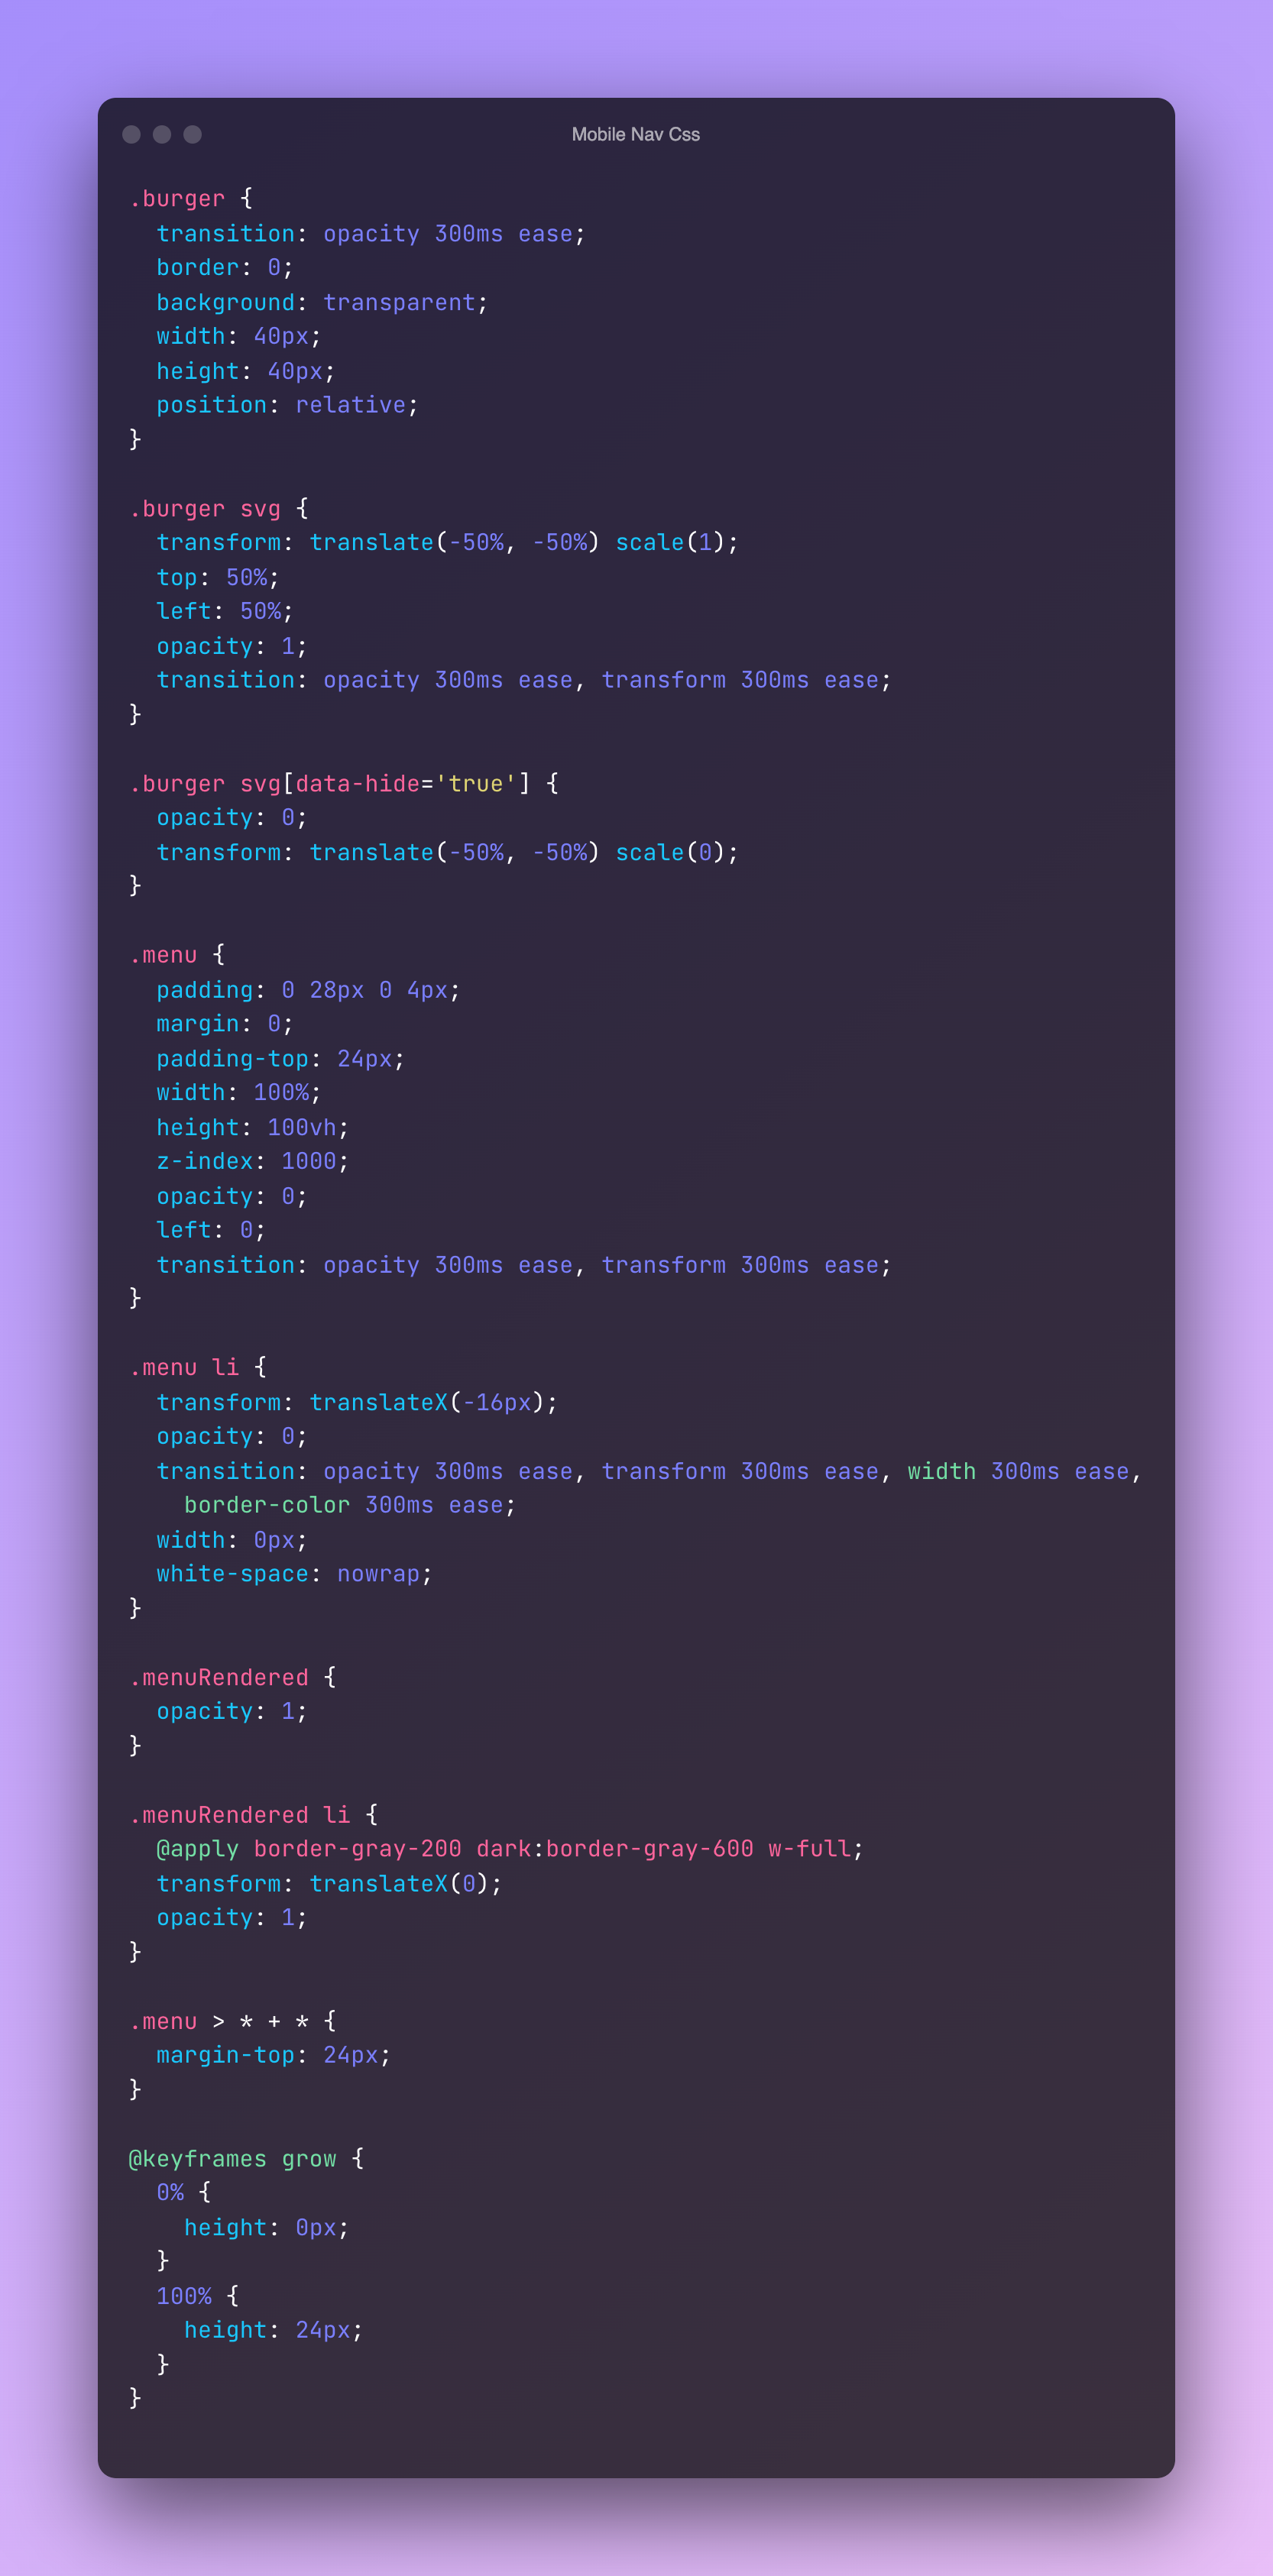 Mobile Nav Css
.burger {
  transition: opacity 300ms ease;
  border: 0;
  background: transparent;
  width: 40px;
  height: 40px;
  position: relative;
}

.burger svg {
  transform: translate(-50%, -50%) scale(1);
  top: 50%;
  left: 50%;
  opacity: 1;
  transition: opacity 300ms ease, transform 300ms ease;
}

.burger svg[data-hide='true'] {
  opacity: 0;
  transform: translate(-50%, -50%) scale(0);
}

.menu {
  padding: 0 28px 0 4px;
  margin: 0;
  padding-top: 24px;
  width: 100%;
  height: 100vh;
  z-index: 1000;
  opacity: 0;
  left: 0;
  transition: opacity 300ms ease, transform 300ms ease;
}

.menu li {
  transform: translateX(-16px);
  opacity: 0;
  transition: opacity 300ms ease, transform 300ms ease, width 300ms ease,
    border-color 300ms ease;
  width: 0px;
  white-space: nowrap;
}

.menuRendered {
  opacity: 1;
}

.menuRendered li {
  @apply border-gray-200 dark:border-gray-600 w-full;
  transform: translateX(0);
  opacity: 1;
}

.menu > * + * {
  margin-top: 24px;
}

@keyframes grow {
  0% {
    height: 0px;
  }
  100% {
    height: 24px;
  }
}